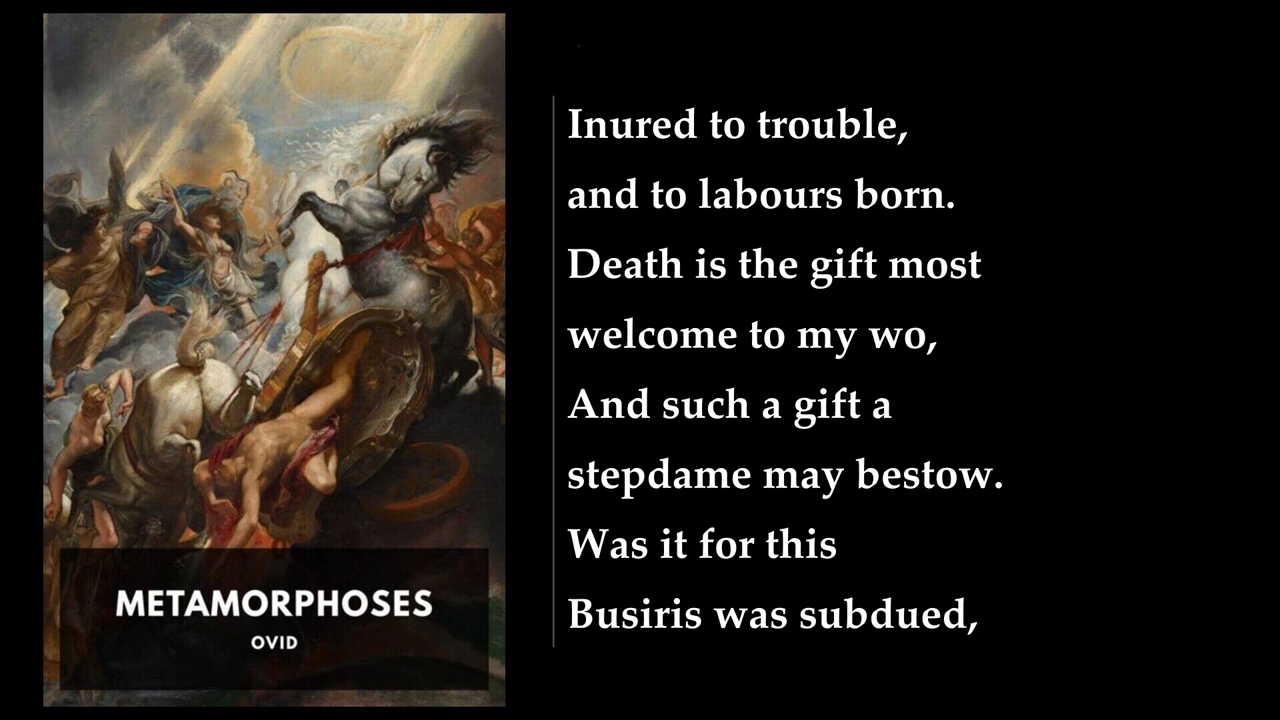 METAMORPHOSES
OVID
Inured to trouble,
and to labours born.
Death is the gift most
welcome to my wo,
And such a gift a
stepdame may bestow.
Was it for this
Busiris was subdued,